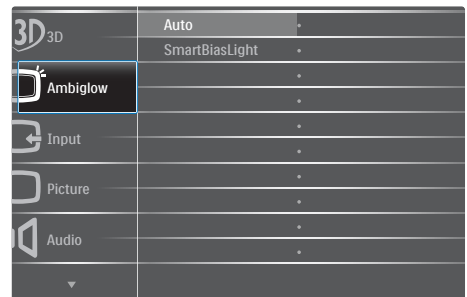 3D 3D
Auto
SmartBiasLight
Ambiglow
Input
Picture
Audio